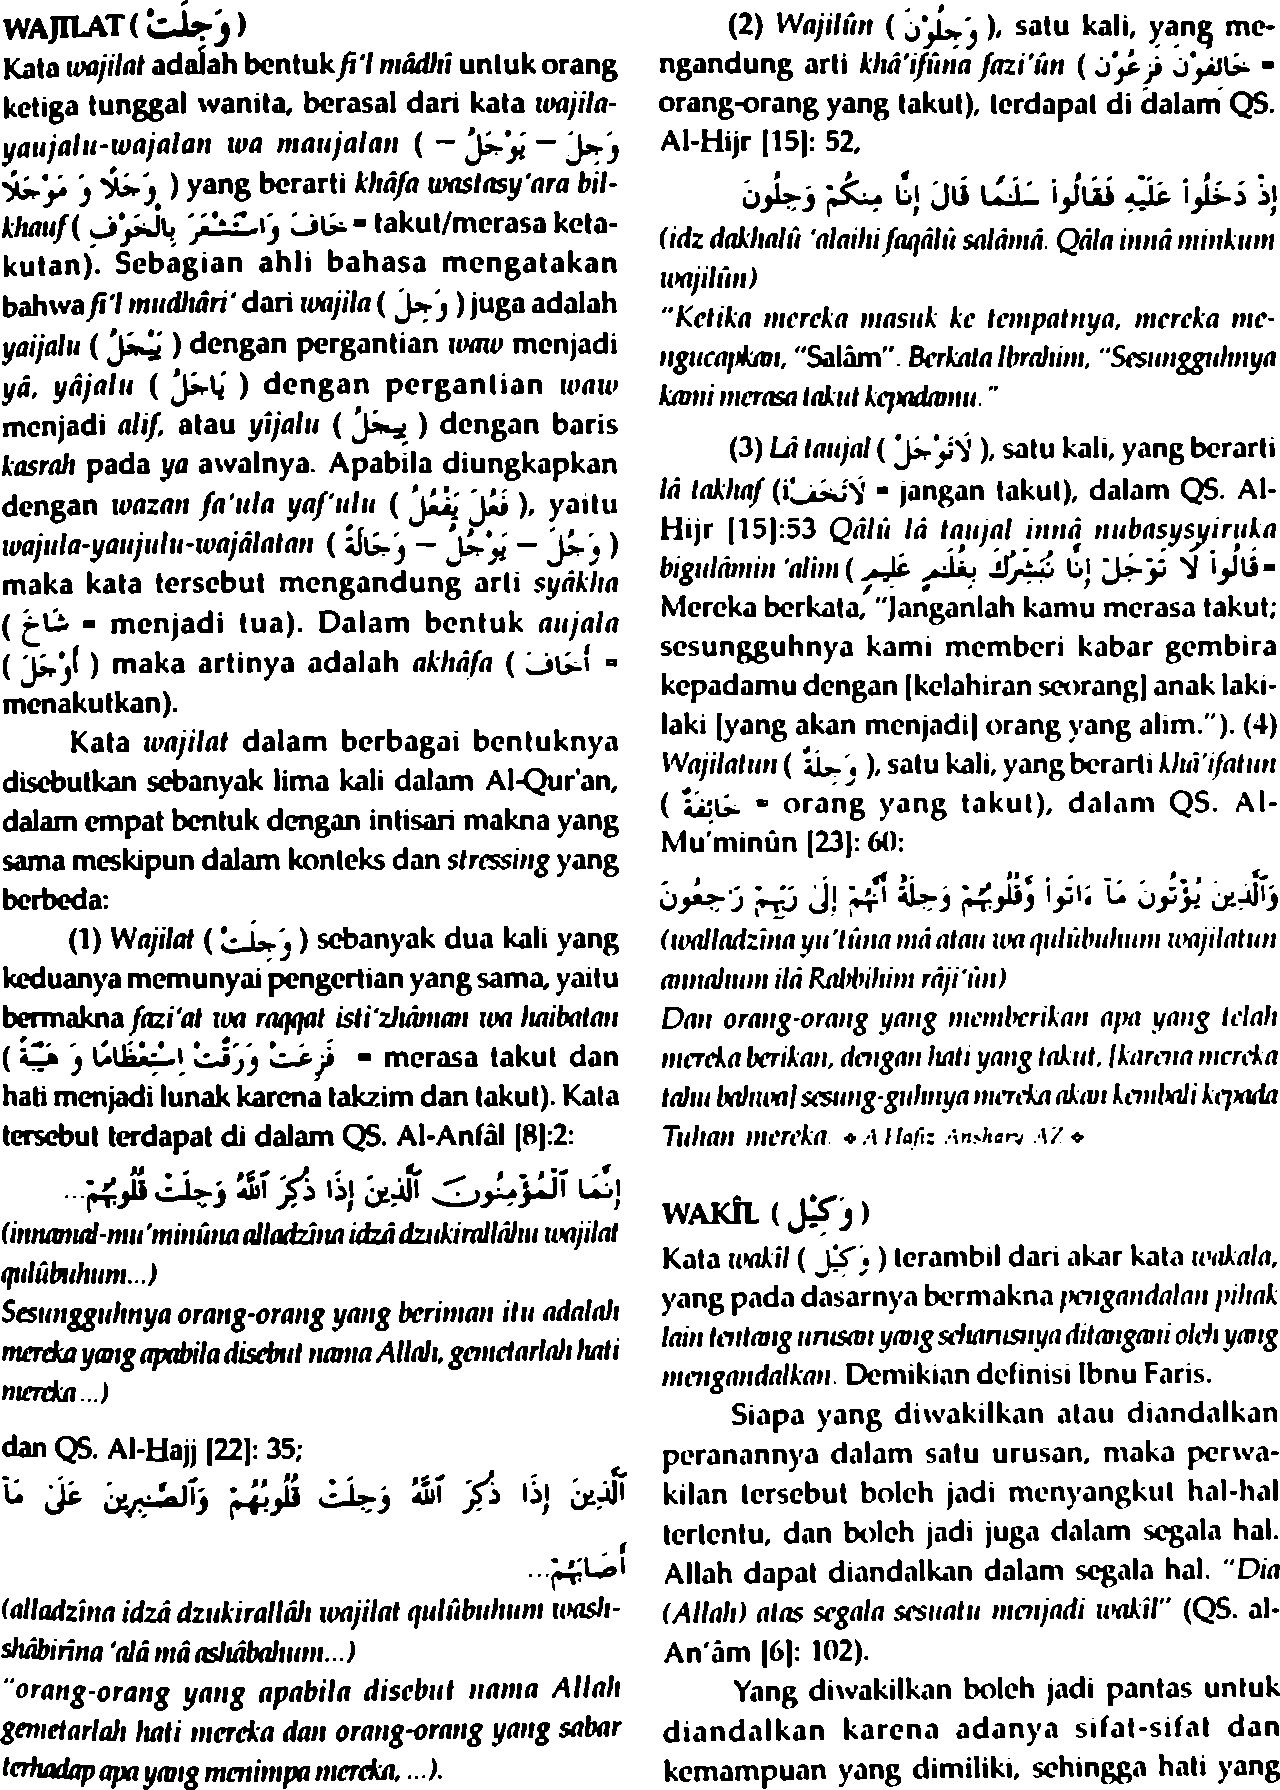 WAJILAT ( وَجِلَتْ )
Kata wajilat adalah bentuk fi'l mâdhî untuk orang
ketiga tunggal wanita, berasal dari kata wajila-
yaujalu-wajalan wa maujalan ( وَجِلَ – يَوْجَلُ –
وَجَلاً وَ مَوْجَلاً ) yang berarti khâfa wastasy'ara bil-
khauf ( خَافَ وَاسْتَشْعَرَ بِالْخَوْفِ = takut/merasa keta-
kutan). Sebagian ahli bahasa mengatakan
bahwa fi'l mudhâri' dari wajila ( وَجِلَ ) juga adalah
yaijalu ( يَيْجَلُ ) dengan pergantian waw menjadi
yâ, yâjalu ( يَاجَلُ ) dengan pergantian waw
menjadi alif, atau yîjalu ( يِيجَلُ ) dengan baris
kasrah pada ya awalnya. Apabila diungkapkan
dengan wazan fa'ula yaf'ulu ( فَعُلَ يَفْعُلُ ), yaitu
wajula-yaujulu-wajâlatan ( وَجُلَ – يَوْجُلُ – وَجَالَةً )
maka kata tersebut mengandung arti syâkha
( شَاخَ = menjadi tua). Dalam bentuk aujala
( أَوْجَلَ ) maka artinya adalah akhâfa ( أَخَافَ =
menakutkan).
Kata wajilat dalam berbagai bentuknya
disebutkan sebanyak lima kali dalam Al-Qur'an,
dalam empat bentuk dengan intisari makna yang
sama meskipun dalam konteks dan stressing yang
berbeda:
(1) Wajilat ( وَجِلَتْ ) sebanyak dua kali yang
keduanya memunyai pengertian yang sama, yaitu
bermakna fazi'at wa raqqat isti'zhâman wa haibatan
( فَزِعَتْ وَرَقَّتْ اِسْتِعْظَامًا وَ هَيْبَةً = merasa takut dan
hati menjadi lunak karena takzim dan takut). Kata
tersebut terdapat di dalam QS. Al-Anfâl [8]:2:
إِنَّمَا ٱلْمُؤْمِنُونَ ٱلَّذِينَ إِذَا ذُكِرَ ٱللَّهُ وَجِلَتْ قُلُوبُهُمْ...
(innamal-mu'minûna alladzîna idzâ dzukirallâhu wajilat
qulûbuhum...)
Sesungguhnya orang-orang yang beriman itu adalah
mereka yang apabila disebut nama Allah, gemetarlah hati
mereka ...)
dan QS. Al-Hajj [22]: 35;
ٱلَّذِينَ إِذَا ذُكِرَ ٱللَّهُ وَجِلَتْ قُلُوبُهُمْ وَٱلصَّـٰبِرِينَ عَلَىٰ مَآ
أَصَابَهُمْ...
(alladzîna idzâ dzukirallâh wajilat qulûbuhum wash-
shâbirîna 'alâ mâ ashâbahum...)
"orang-orang yang apabila disebut nama Allah
gemetarlah hati mereka dan orang-orang yang sabar
terhadap apa yang menimpa mereka, ...).
(2) Wajilûn ( وَجِلُوْنَ ), satu kali, yang me-
ngandung arti khâ'ifûna fazi'ûn ( خَائِفُوْنَ فَزِعُوْنَ =
orang-orang yang takut), terdapat di dalam QS.
Al-Hijr [15]: 52,
إِذْ دَخَلُوا۟ عَلَيْهِ فَقَالُوا۟ سَلَـٰمًا قَالَ إِنَّا مِنكُمْ وَجِلُونَ
(idz dakhalû 'alaihi faqâlû salâmâ. Qâla innâ minkum
wajilûn)
"Ketika mereka masuk ke tempatnya, mereka me-
ngucapkan, "Salâm". Berkata Ibrahim, "Sesungguhnya
kami merasa takut kepadamu."
(3) Lâ taujal ( لَاتَوْجَلْ ), satu kali, yang berarti
lâ takhaf (لَاتَخَفْ = jangan takut), dalam QS. Al-
Hijr [15]:53 Qâlû lâ taujal innâ nubasysyiruka
bigulâmin 'alim ( قَالُوا۟ لَا تَوْجَلْ إِنَّا نُبَشِّرُكَ بِغُلَـٰمٍ عَلِيمٍ =
Mereka berkata, "Janganlah kamu merasa takut;
sesungguhnya kami memberi kabar gembira
kepadamu dengan [kelahiran seorang] anak laki-
laki [yang akan menjadi] orang yang alim."). (4)
Wajilatun ( وَجِلَةٌ ), satu kali, yang berarti khâ'ifatun
( خَائِفَةٌ = orang yang takut), dalam QS. Al-
Mu'minûn [23]: 60:
وَٱلَّذِينَ يُؤْتُونَ مَآ ءَاتَوا۟ وَّقُلُوبُهُمْ وَجِلَةٌ أَنَّهُمْ إِلَىٰ رَبِّهِمْ رَٰجِعُونَ
(walladzîna yu'tûna mâ atau wa qulûbuhum wajilatun
annahum ilâ Rabbihim râji'ûn)
Dan orang-orang yang memberikan apa yang telah
mereka berikan, dengan hati yang takut, [karena mereka
tahu bahwa] sesung-guhnya mereka akan kembali kepada
Tuhan mereka. ❖ A Hafiz Anshary AZ ❖
WAKÎL ( وَكِيْل )
Kata wakîl ( وَكِيْل ) terambil dari akar kata wakala,
yang pada dasarnya bermakna pengandalan pihak
lain tentang urusan yang seharusnya ditangani oleh yang
mengandalkan. Demikian definisi Ibnu Faris.
Siapa yang diwakilkan atau diandalkan
peranannya dalam satu urusan, maka perwa-
kilan tersebut boleh jadi menyangkut hal-hal
tertentu, dan boleh jadi juga dalam segala hal.
Allah dapat diandalkan dalam segala hal. "Dia
(Allah) atas segala sesuatu menjadi wakîl" (QS. al-
An'âm [6]: 102).
Yang diwakilkan boleh jadi pantas untuk
diandalkan karena adanya sifat-sifat dan
kemampuan yang dimiliki, sehingga hati yang